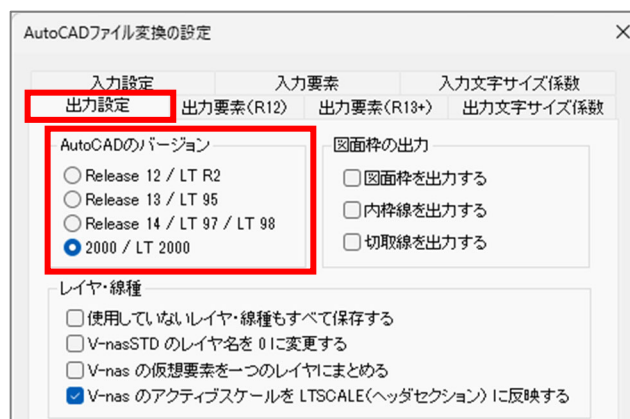 AutoCADファイル変換の設定
入力設定 入力要素 入力文字サイズ係数
出力設定 出力要素(R12) 出力要素(R13+) 出力文字サイズ係数
AutoCADのバージョン
Release 12 / LT R2
Release 13 / LT 95
Release 14 / LT 97 / LT 98
2000 / LT 2000
図面枠の出力
図面枠を出力する
内枠線を出力する
切取線を出力する
レイヤ・線種
使用していないレイヤ・線種もすべて保存する
V-nasSTD のレイヤ名を 0 に変更する
V-nas の仮想要素を一つのレイヤにまとめる
V-nas のアクティブスケールを LTSCALE(ヘッダセクション) に反映する